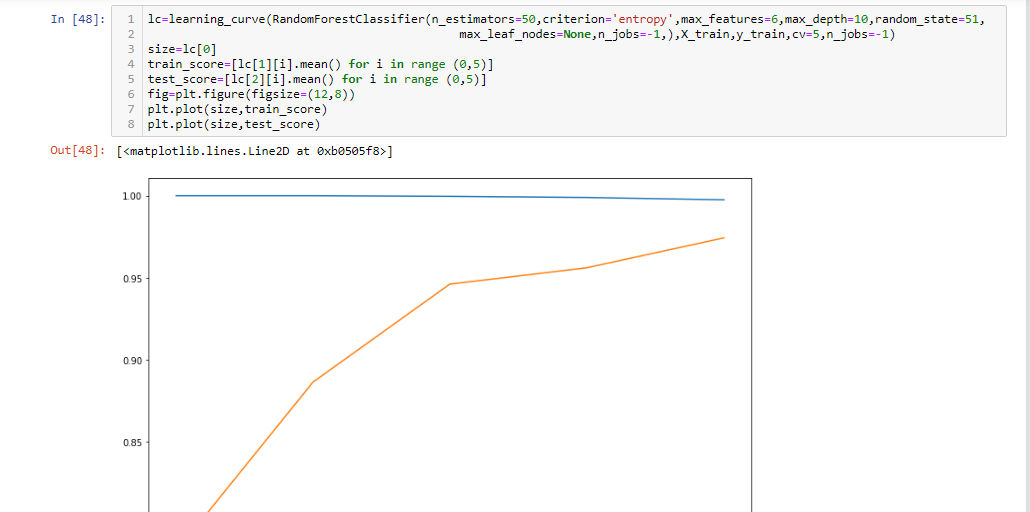 In [48]:
1 lc=learning_curve(RandomForestClassifier(n_estimators=50,criterion='entropy',max_features=6,max_depth=10,random_state=51,
2 max_leaf_nodes=None,n_jobs=-1,),X_train,y_train,cv=5,n_jobs=-1)
3 size=lc[0]
4 train_score=[lc[1][i].mean() for i in range (0,5)]
5 test_score=[lc[2][i].mean() for i in range (0,5)]
6 fig=plt.figure(figsize=(12,8))
7 plt.plot(size,train_score)
8 plt.plot(size,test_score)
Out[48]: [<matplotlib.lines.Line2D at 0xb0505f8>]
1.00
0.95
0.90
0.85